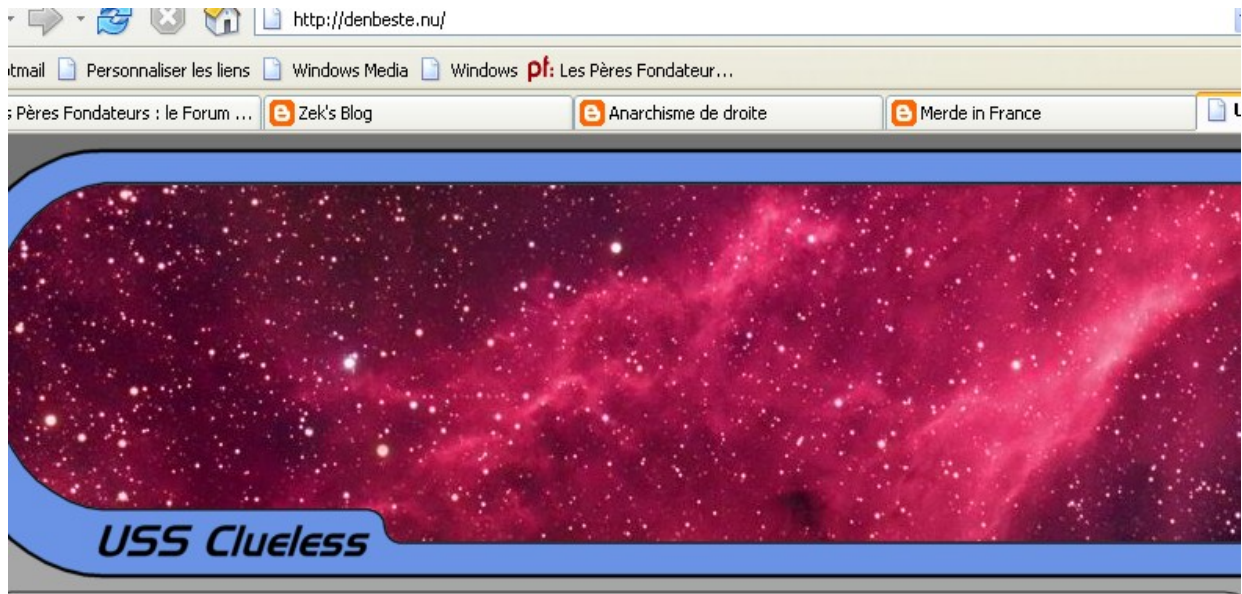 http://denbeste.nu/
tmail Personnaliser les liens Windows Media Windows pf: Les Pères Fondateur...
s Pères Fondateurs : le Forum ... Zek's Blog Anarchisme de droite Merde in France U
USS Clueless